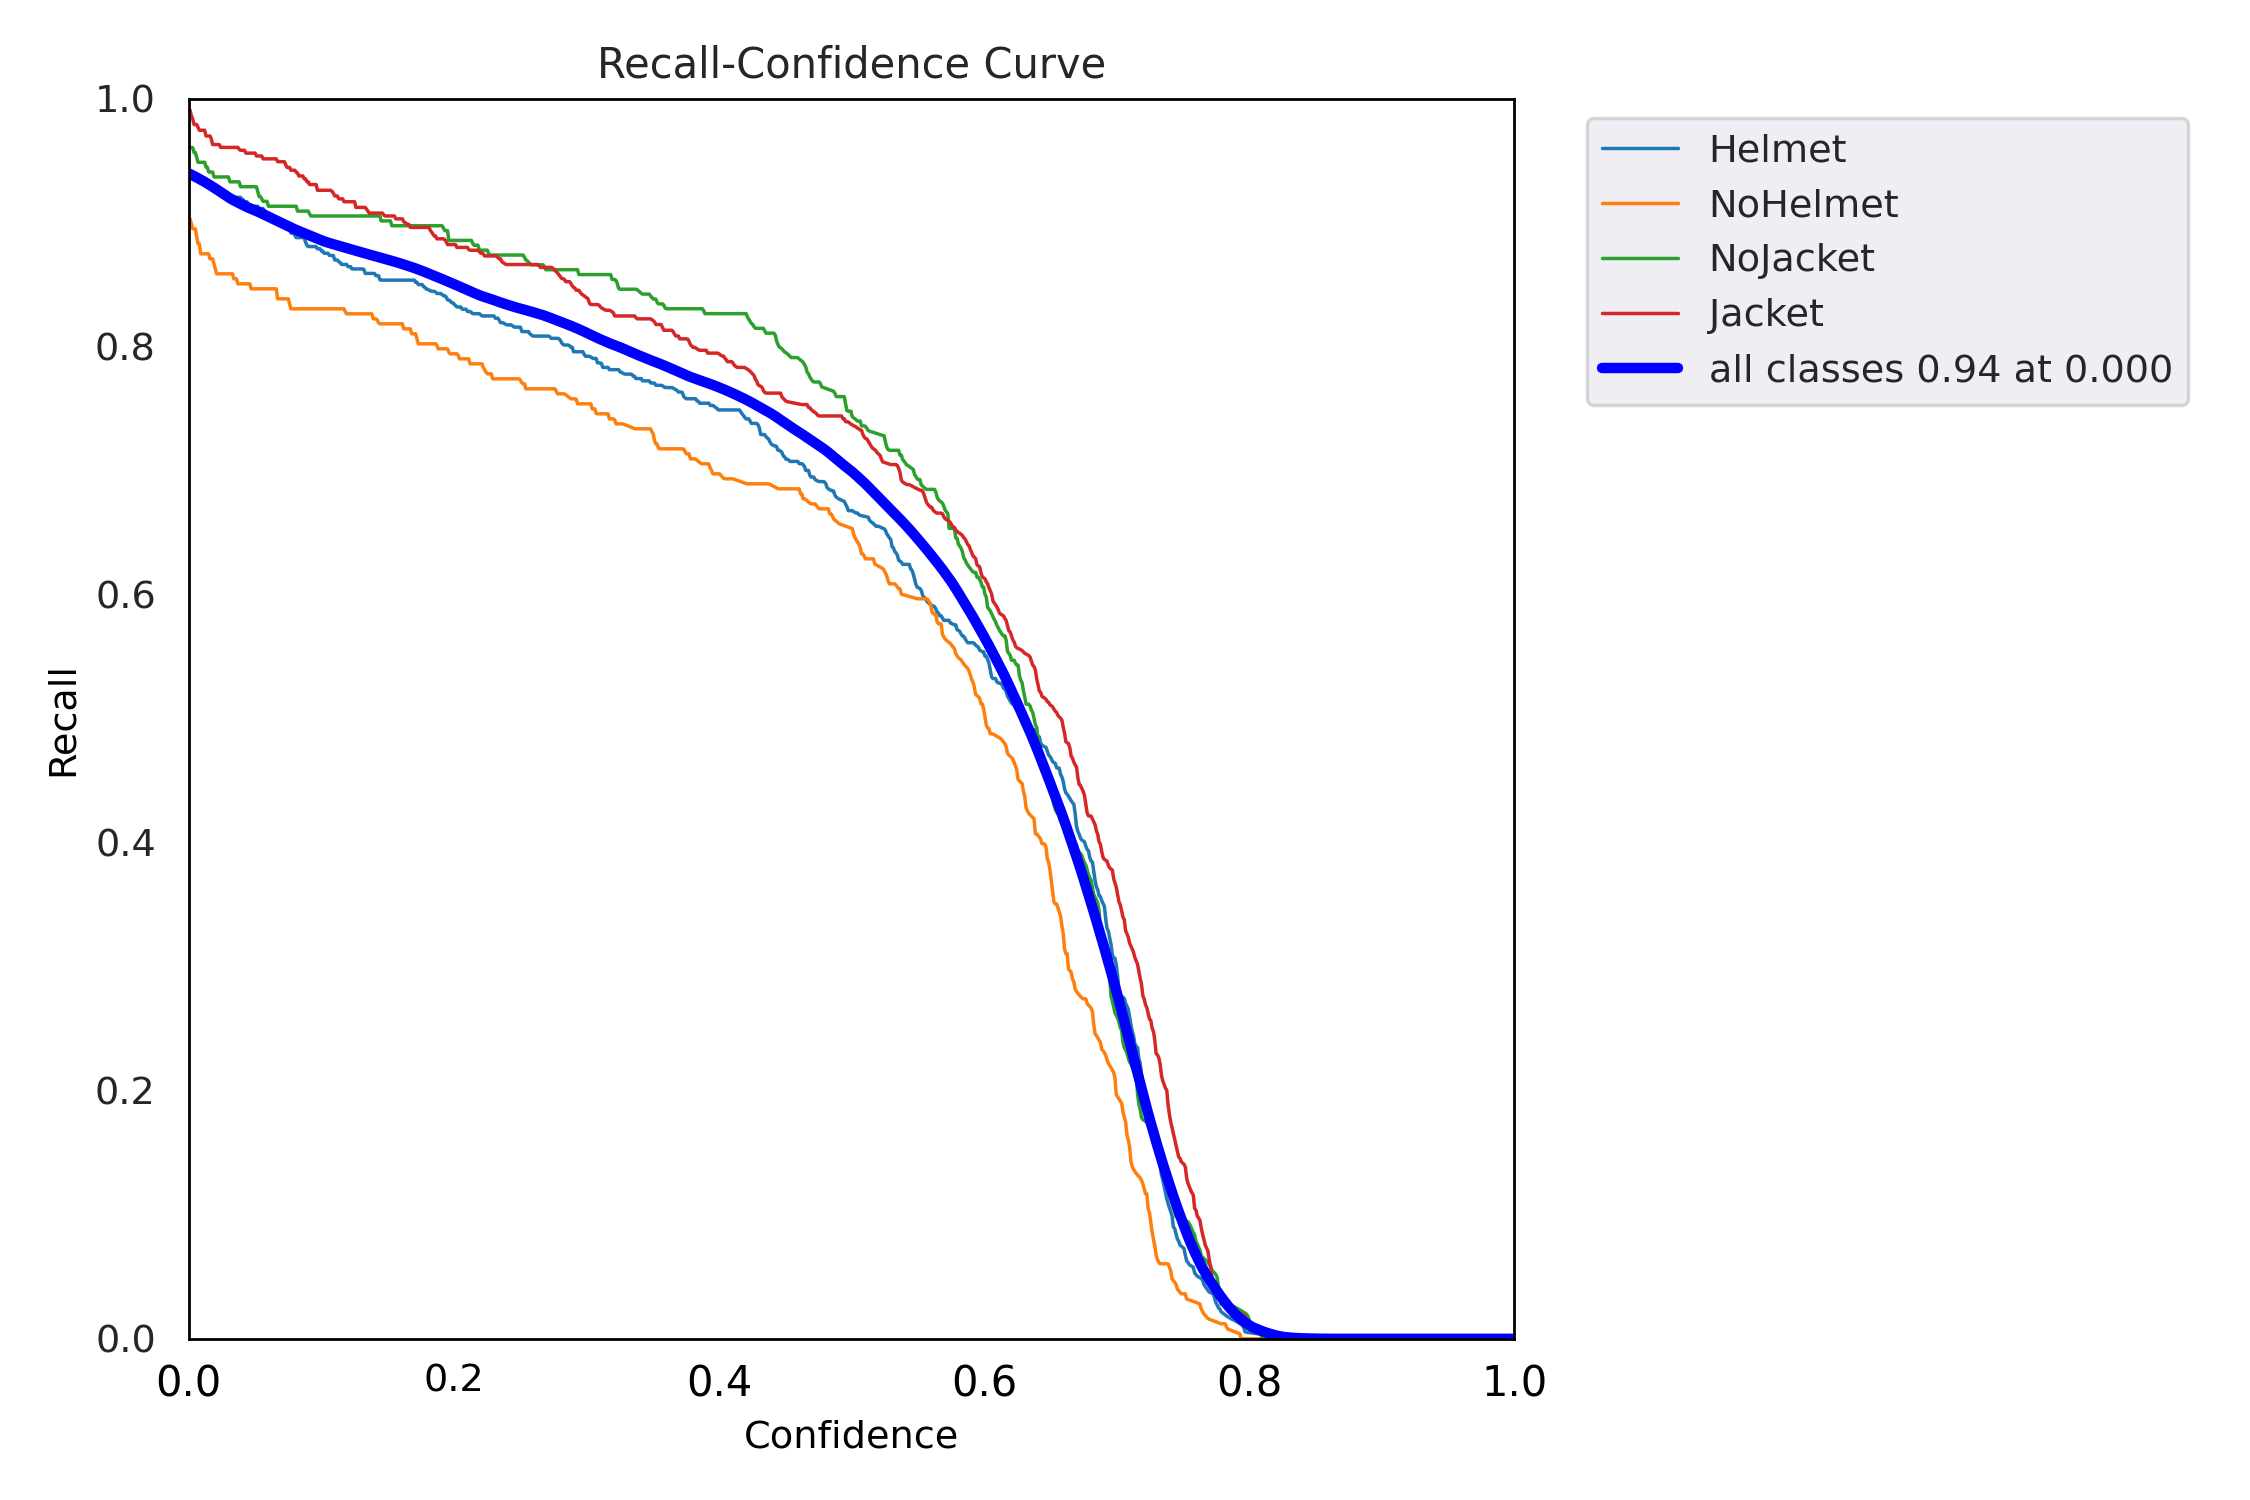 Recall-Confidence Curve
1.0
0.8
0.6
0.4
0.2
0.0
Recall
0.0 0.2 0.4 0.6 0.8 1.0
Confidence
Helmet
NoHelmet
NoJacket
Jacket
all classes 0.94 at 0.000